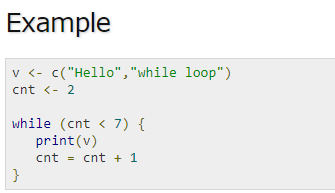 Example
v <- c("Hello","while loop")
cnt <- 2
while (cnt < 7) {
   print(v)
   cnt = cnt + 1
}